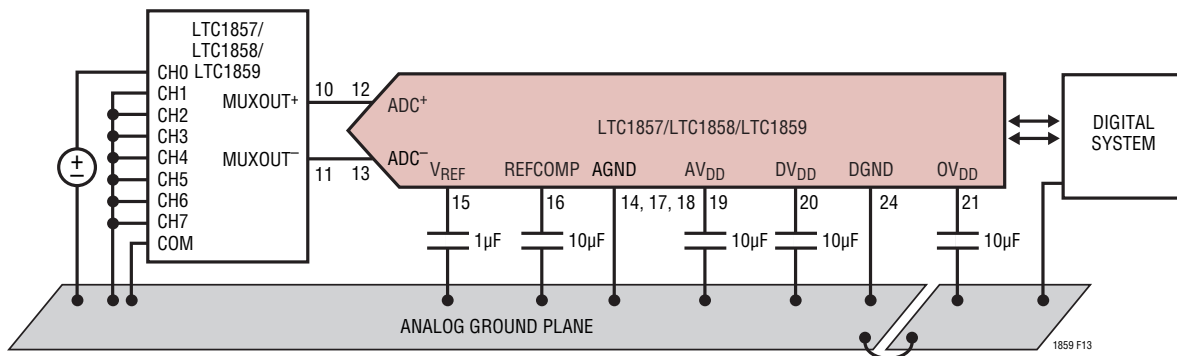 LTC1857/
LTC1858/
LTC1859
CH0
CH1
CH2
CH3
CH4
CH5
CH6
CH7
COM
MUXOUT+
MUXOUT–
10
11
12
13
ADC+
ADC–
LTC1857/LTC1858/LTC1859
VREF
REFCOMP
AGND
AVDD
DVDD
DGND
OVDD
15
16
14, 17, 18
19
20
24
21
1µF
10µF
10µF
10µF
10µF
DIGITAL
SYSTEM
+
–
ANALOG GROUND PLANE
1859 F13